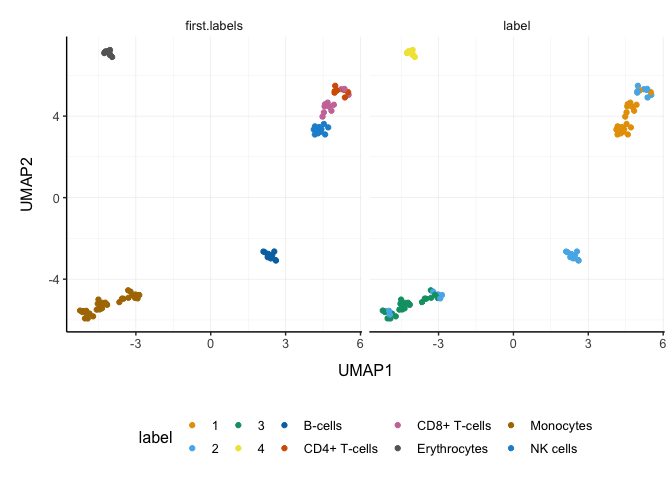 first.labels label
UMAP2
4
0
-4
-3 0 3 6 -3 0 3 6
UMAP1
label 1 3 B-cells CD8+ T-cells Monocytes
2 4 CD4+ T-cells Erythrocytes NK cells